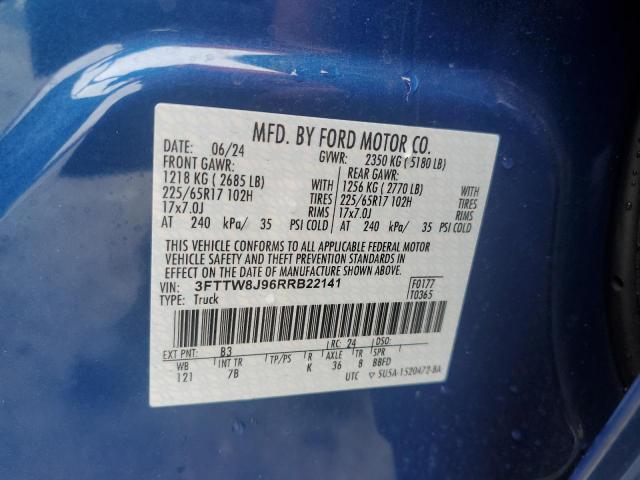 MFD. BY FORD MOTOR CO.
DATE: 06/24 GVWR: 2350 KG ( 5180 LB)
FRONT GAWR: REAR GAWR:
1218 KG ( 2685 LB) WITH 1256 KG ( 2770 LB) WITH
225/65R17 102H TIRES 225/65R17 102H TIRES
17x7.0J RIMS 17x7.0J RIMS
AT 240 kPa/ 35 PSI COLD AT 240 kPa/ 35 PSI COLD
THIS VEHICLE CONFORMS TO ALL APPLICABLE FEDERAL MOTOR
VEHICLE SAFETY AND THEFT PREVENTION STANDARDS IN
EFFECT ON THE DATE OF MANUFACTURE SHOWN ABOVE.
VIN: 3FTTW8J96RRB22141 F0177
TYPE: Truck T0365
EXT PNT: B3 RC: 24 DSO:
WB INT TR TP/PS R AXLE TR SPR
121 7B K 36 8 BBFD
UTC ▽ 5U5A-1520472-BA